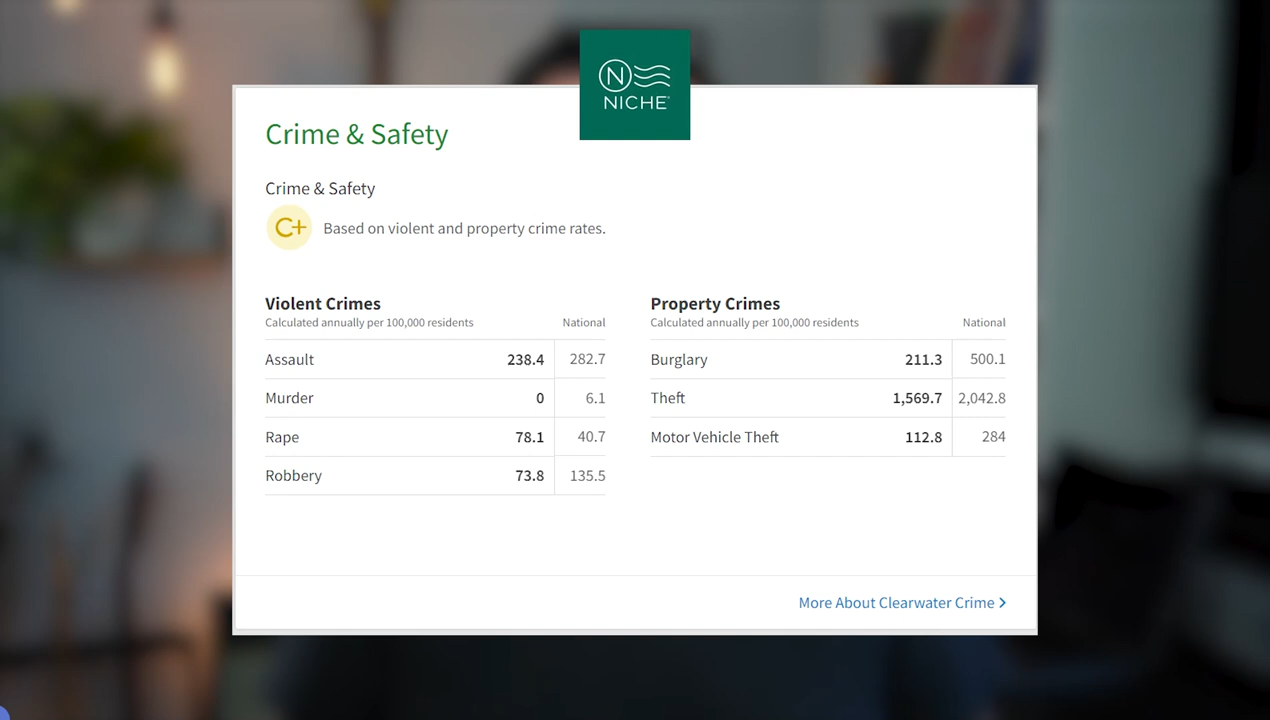 N
NICHE
Crime & Safety
Crime & Safety
C+ Based on violent and property crime rates.
Violent Crimes
Calculated annually per 100,000 residents National
Assault 238.4 282.7
Murder 0 6.1
Rape 78.1 40.7
Robbery 73.8 135.5
Property Crimes
Calculated annually per 100,000 residents National
Burglary 211.3 500.1
Theft 1,569.7 2,042.8
Motor Vehicle Theft 112.8 284
More About Clearwater Crime >